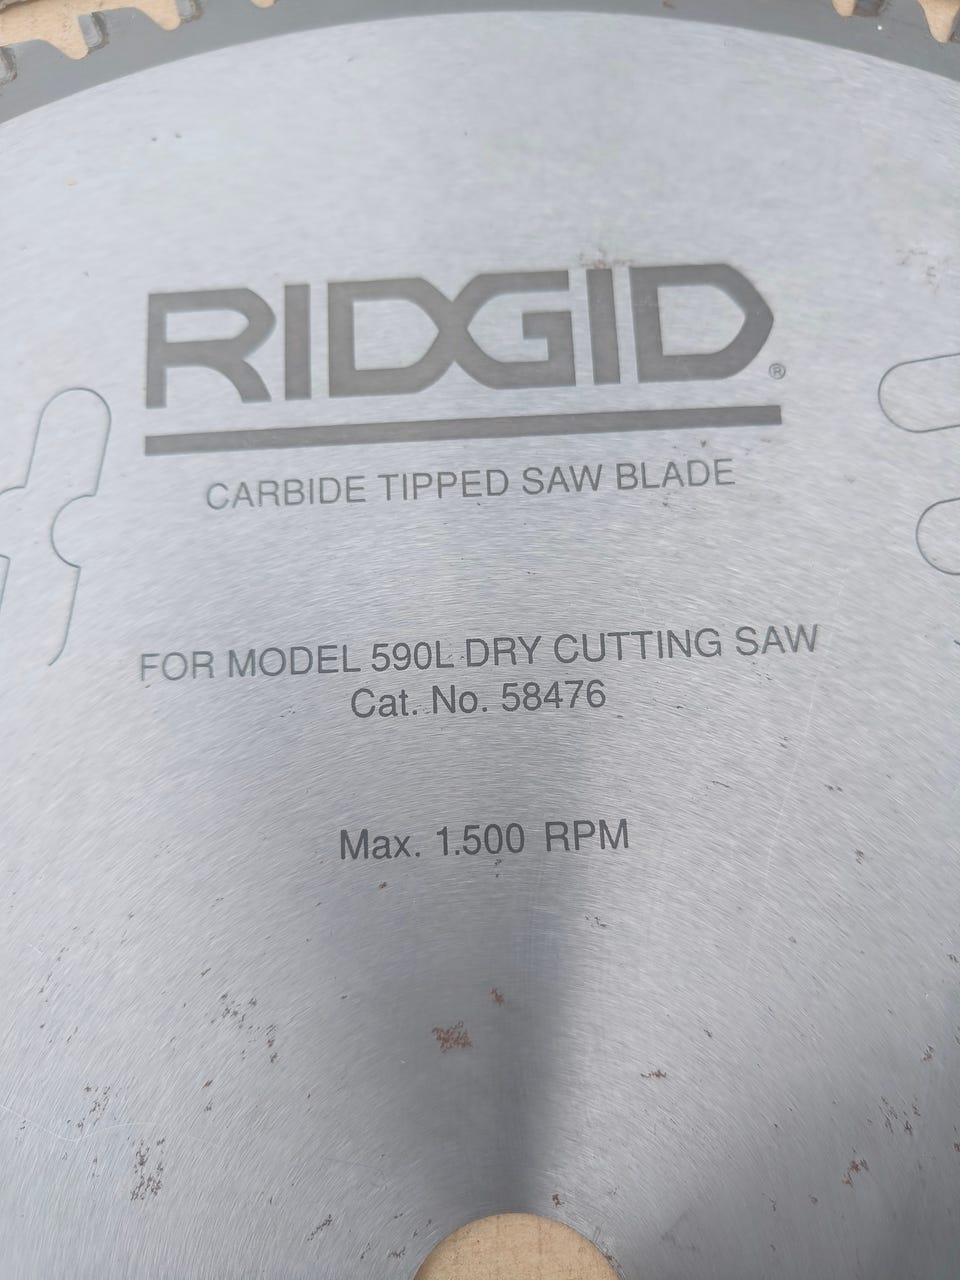 RIDGID®
CARBIDE TIPPED SAW BLADE
FOR MODEL 590L DRY CUTTING SAW
Cat. No. 58476
Max. 1.500 RPM